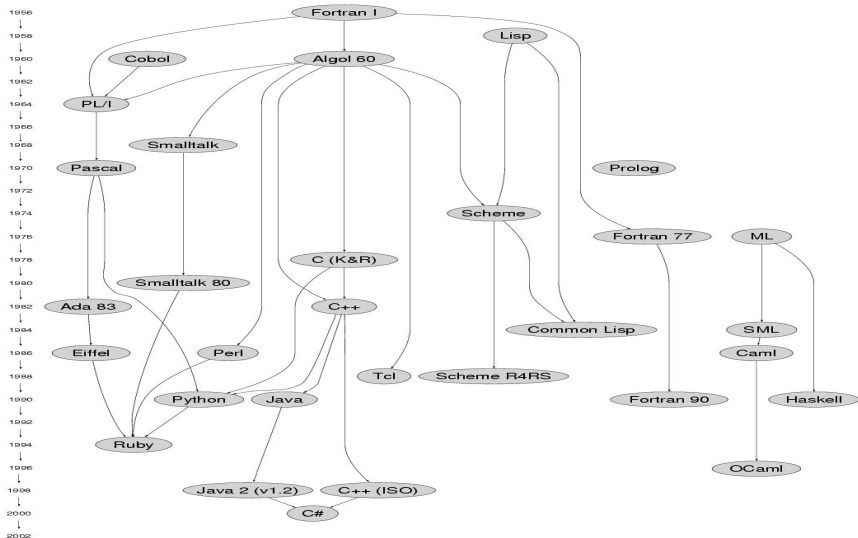 1956
Fortran I
1958
Lisp
1960
Cobol
Algol 60
1962
1964
PL/I
1966
1968
Smalltalk
1970
Pascal
Prolog
1972
1974
Scheme
1976
Fortran 77
ML
1978
C (K&R)
1980
Smalltalk 80
1982
Ada 83
C++
1984
Common Lisp
SML
1986
Eiffel
Perl
Caml
1988
Tcl
Scheme R4RS
1990
Python
Java
Fortran 90
Haskell
1992
1994
Ruby
1996
OCaml
1998
Java 2 (v1.2)
C++ (ISO)
2000
C#
2002